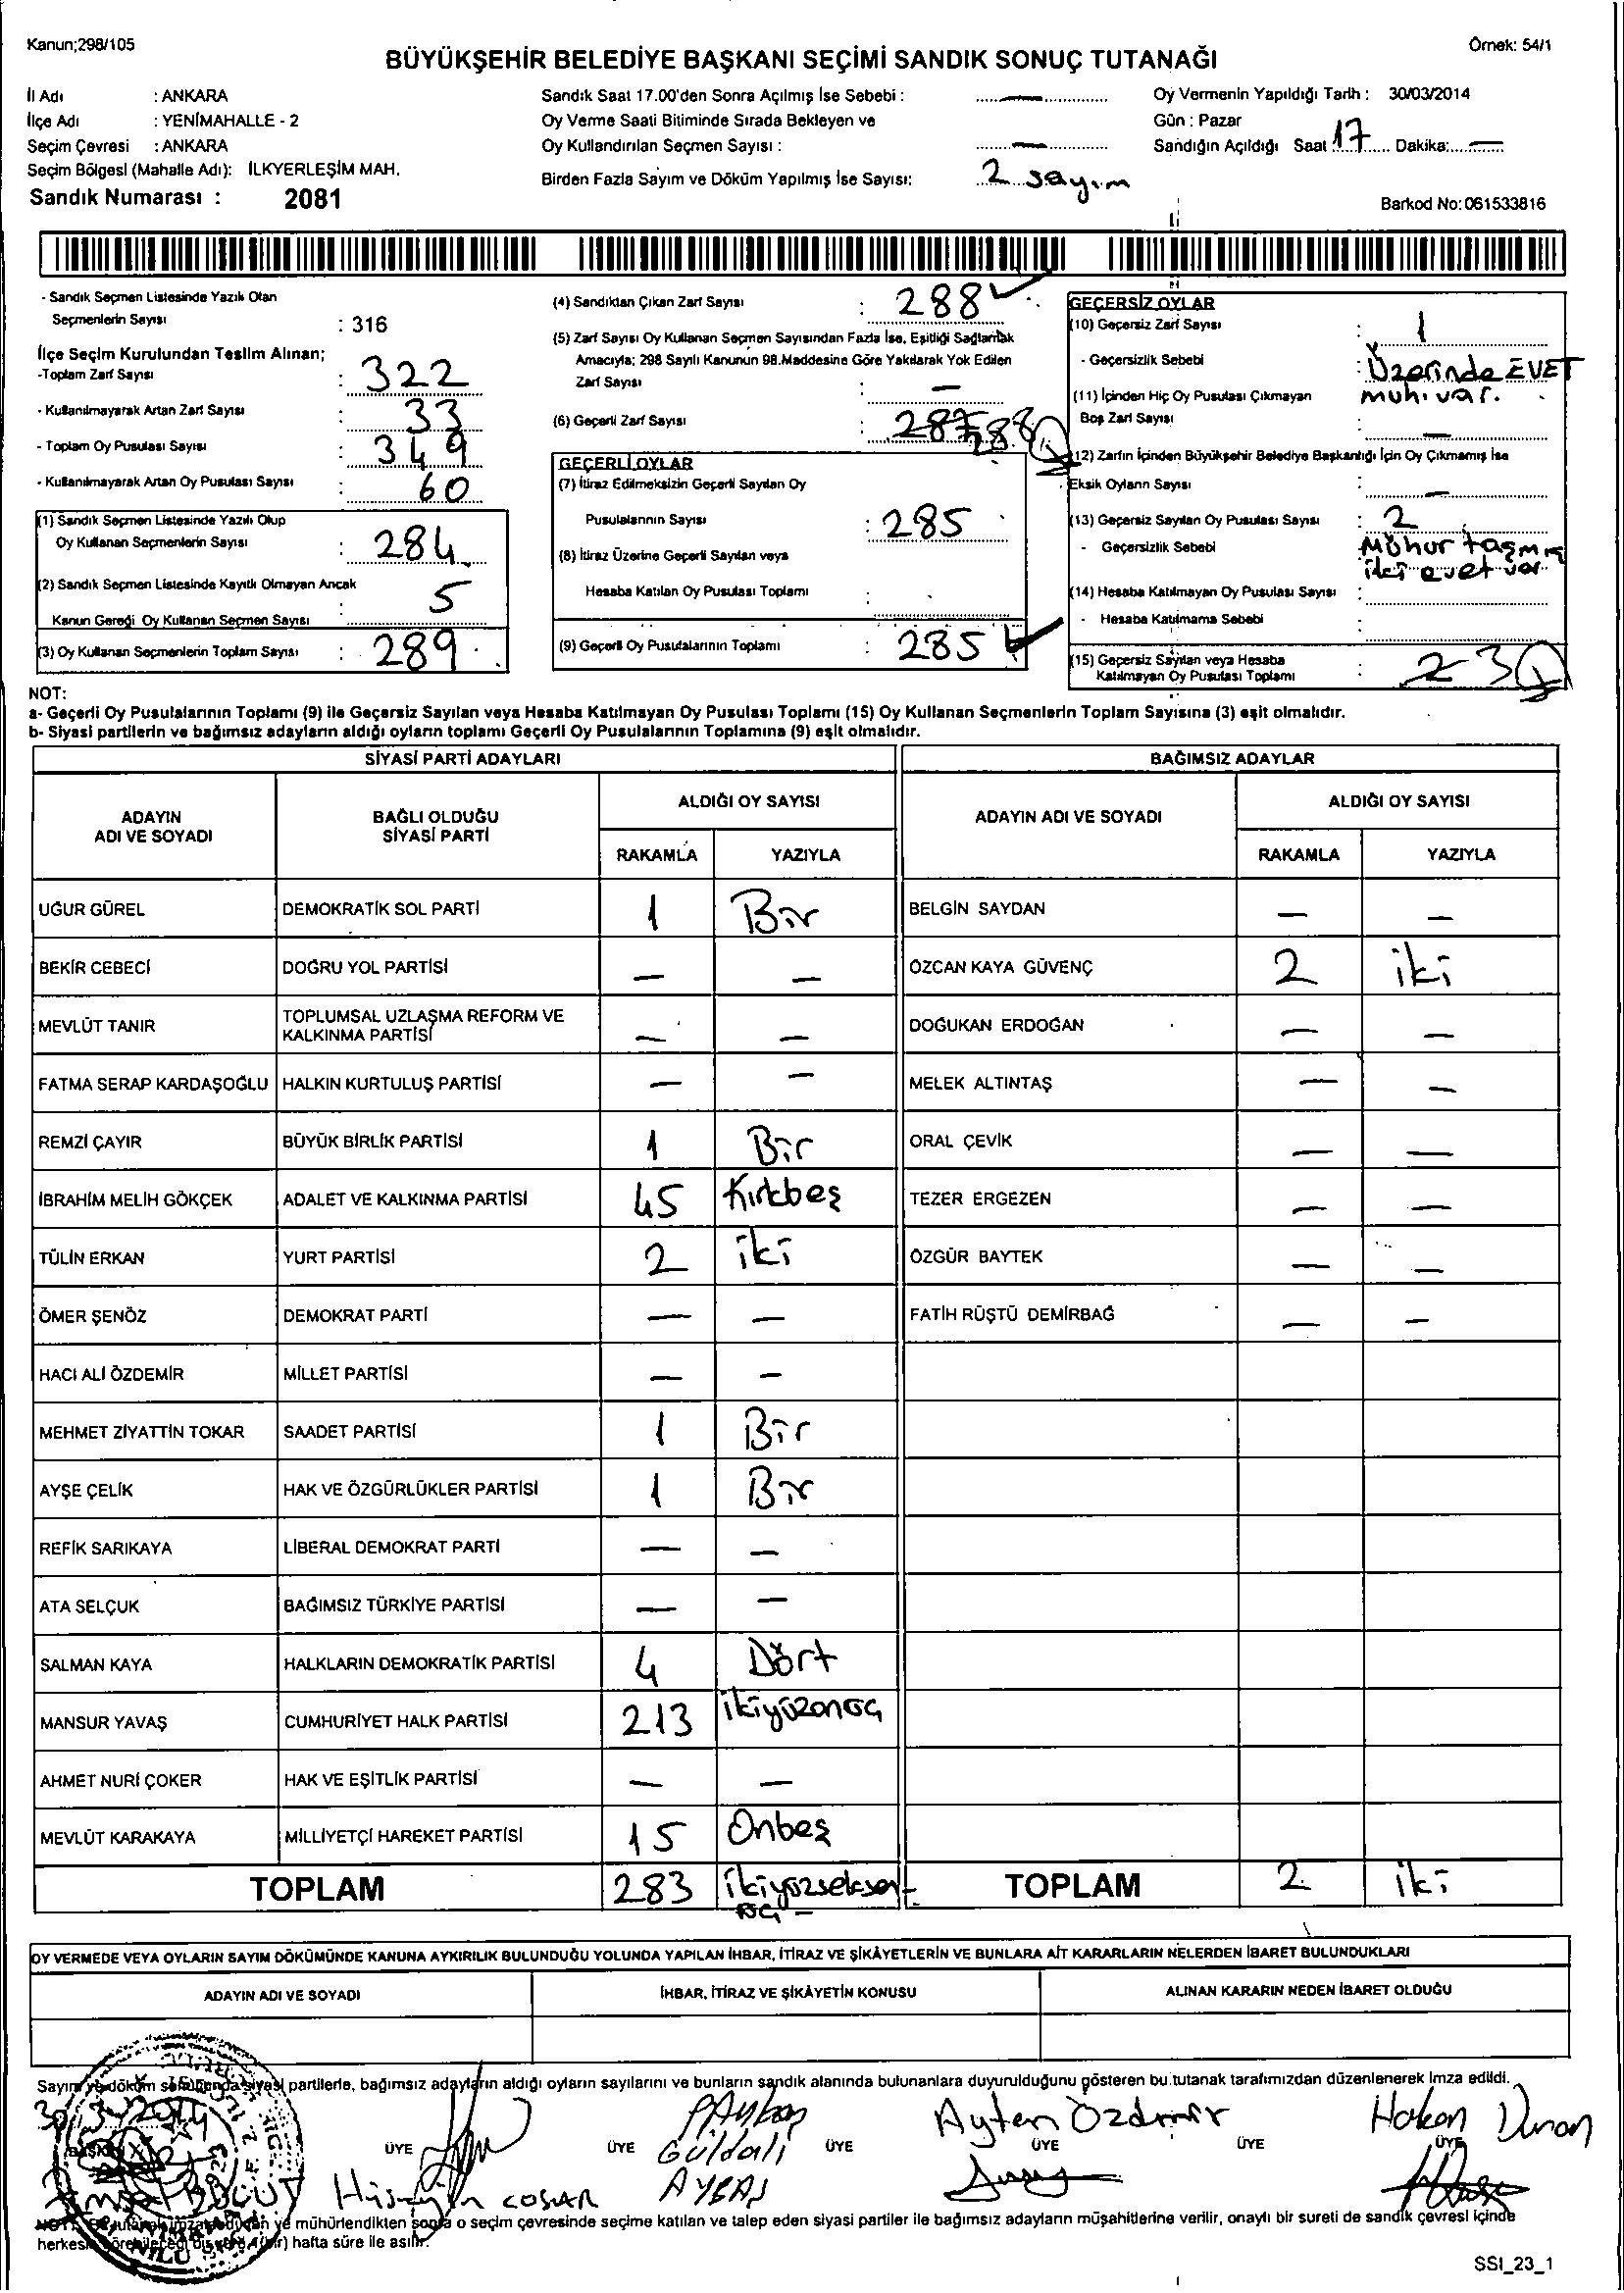 Kanun;298/105
Örnek: 54/1
BÜYÜKŞEHİR BELEDİYE BAŞKANI SEÇİMİ SANDIK SONUÇ TUTANAĞI
İl Adı : ANKARA
İlçe Adı : YENİMAHALLE - 2
Seçim Çevresi : ANKARA
Seçim Bölgesi (Mahalle Adı): İLKYERLEŞİM MAH.
Sandık Numarası : 2081
Sandık Saat 17.00'den Sonra Açılmış İse Sebebi : —
Oy Verme Saati Bitiminde Sırada Bekleyen ve
Oy Kullandırılan Seçmen Sayısı : —
Birden Fazla Sayım ve Döküm Yapılmış İse Sayısı: 2 sayım
Oy Vermenin Yapıldığı Tarih : 30/03/2014
Gün : Pazar
Sandığın Açıldığı Saat 17 Dakika: —
Barkod No: 061533816
- Sandık Seçmen Listesinde Yazılı Olan
Seçmenlerin Sayısı : 316
İlçe Seçim Kurulundan Teslim Alınan;
-Toplam Zarf Sayısı : 322
- Kullanılmayarak Artan Zarf Sayısı : 33
- Toplam Oy Pusulası Sayısı : 349
- Kullanılmayarak Artan Oy Pusulası Sayısı : 60
(1) Sandık Seçmen Listesinde Yazılı Olup
Oy Kullanan Seçmenlerin Sayısı : 284
(2) Sandık Seçmen Listesinde Kayıtlı Olmayan Ancak
Kanun Gereği Oy Kullanan Seçmen Sayısı : 5
(3) Oy Kullanan Seçmenlerin Toplam Sayısı : 289
(4) Sandıktan Çıkan Zarf Sayısı : 288
(5) Zarf Sayısı Oy Kullanan Seçmen Sayısından Fazla İse, Eşitliği Sağlamak
Amacıyla; 298 Sayılı Kanunun 98.Maddesine Göre Yakılarak Yok Edilen
Zarf Sayısı : —
(6) Geçerli Zarf Sayısı : 287
GEÇERLİ OYLAR
(7) İtiraz Edilmeksizin Geçerli Sayılan Oy
Pusulalarının Sayısı : 285
(8) İtiraz Üzerine Geçerli Sayılan veya
Hesaba Katılan Oy Pusulası Toplamı :
(9) Geçerli Oy Pusulalarının Toplamı : 285
GEÇERSİZ OYLAR
(10) Geçersiz Zarf Sayısı : 1
- Geçersizlik Sebebi : Üzerinde EVET
muh. var.
(11) İçinden Hiç Oy Pusulası Çıkmayan
Boş Zarf Sayısı : —
(12) Zarfın İçinden Büyükşehir Belediye Başkanlığı İçin Oy Çıkmamış İse
Eksik Oyların Sayısı : —
(13) Geçersiz Sayılan Oy Pusulası Sayısı : 2
- Geçersizlik Sebebi : Mühür taşmış
iki evet var
(14) Hesaba Katılmayan Oy Pusulası Sayısı :
- Hesaba Katılmama Sebebi :
(15) Geçersiz Sayılan veya Hesaba
Katılmayan Oy Pusulası Toplamı : 2 3
NOT:
a- Geçerli Oy Pusulalarının Toplamı (9) ile Geçersiz Sayılan veya Hesaba Katılmayan Oy Pusulası Toplamı (15) Oy Kullanan Seçmenlerin Toplam Sayısına (3) eşit olmalıdır.
b- Siyasi partilerin ve bağımsız adayların aldığı oyların toplamı Geçerli Oy Pusulalarının Toplamına (9) eşit olmalıdır.
SİYASİ PARTİ ADAYLARI BAĞIMSIZ ADAYLAR
ADAYIN ADI VE SOYADI BAĞLI OLDUĞU SİYASİ PARTİ ALDIĞI OY SAYISI ADAYIN ADI VE SOYADI ALDIĞI OY SAYISI
RAKAMLA YAZIYLA RAKAMLA YAZIYLA
UĞUR GÜREL DEMOKRATİK SOL PARTİ 1 Bir BELGİN SAYDAN — —
BEKİR CEBECİ DOĞRU YOL PARTİSİ — — ÖZCAN KAYA GÜVENÇ 2 iki
MEVLÜT TANIR TOPLUMSAL UZLAŞMA REFORM VE KALKINMA PARTİSİ — — DOĞUKAN ERDOĞAN — —
FATMA SERAP KARDAŞOĞLU HALKIN KURTULUŞ PARTİSİ — — MELEK ALTINTAŞ — —
REMZİ ÇAYIR BÜYÜK BİRLİK PARTİSİ 1 Bir ORAL ÇEVİK — —
İBRAHİM MELİH GÖKÇEK ADALET VE KALKINMA PARTİSİ 45 Kırkbeş TEZER ERGEZEN — —
TÜLİN ERKAN YURT PARTİSİ 2 iki ÖZGÜR BAYTEK — —
ÖMER ŞENÖZ DEMOKRAT PARTİ — — FATİH RÜŞTÜ DEMİRBAĞ — —
HACI ALİ ÖZDEMİR MİLLET PARTİSİ — —
MEHMET ZİYATTİN TOKAR SAADET PARTİSİ 1 Bir
AYŞE ÇELİK HAK VE ÖZGÜRLÜKLER PARTİSİ 1 Bir
REFİK SARIKAYA LİBERAL DEMOKRAT PARTİ — —
ATA SELÇUK BAĞIMSIZ TÜRKİYE PARTİSİ — —
SALMAN KAYA HALKLARIN DEMOKRATİK PARTİSİ 4 Dört
MANSUR YAVAŞ CUMHURİYET HALK PARTİSİ 213 ikiyüzonüç
AHMET NURİ ÇOKER HAK VE EŞİTLİK PARTİSİ — —
MEVLÜT KARAKAYA MİLLİYETÇİ HAREKET PARTİSİ 15 Onbeş
TOPLAM 283 ikiyüzseksen- TOPLAM 2 iki
üç —
OY VERMEDE VEYA OYLARIN SAYIM DÖKÜMÜNDE KANUNA AYKIRILIK BULUNDUĞU YOLUNDA YAPILAN İHBAR, İTİRAZ VE ŞİKÂYETLERİN VE BUNLARA AİT KARARLARIN NELERDEN İBARET BULUNDUKLARI
ADAYIN ADI VE SOYADI İHBAR, İTİRAZ VE ŞİKÂYETİN KONUSU ALINAN KARARIN NEDEN İBARET OLDUĞU
Sayım ve döküm sonucunda siyasi partilerle, bağımsız adayların aldığı oyların sayılarını ve bunların sandık alanında bulunanlara duyurulduğunu gösteren bu tutanak tarafımızdan düzenlenerek imza edildi.
30/3/2014 Ayten Özdemir Hakan
BAŞKAN ÜYE ÜYE ÜYE ÜYE ÜYE ÜYE
Güldali
Hüseyin COŞAR AYBAŞ
ve mühürlendikten sonra o seçim çevresinde seçime katılan ve talep eden siyasi partiler ile bağımsız adayların müşahitlerine verilir, onaylı bir sureti de sandık çevresi içinde
herkesin görebileceği bir yere 1(bir) hafta süre ile asılır.
SSI_23_1